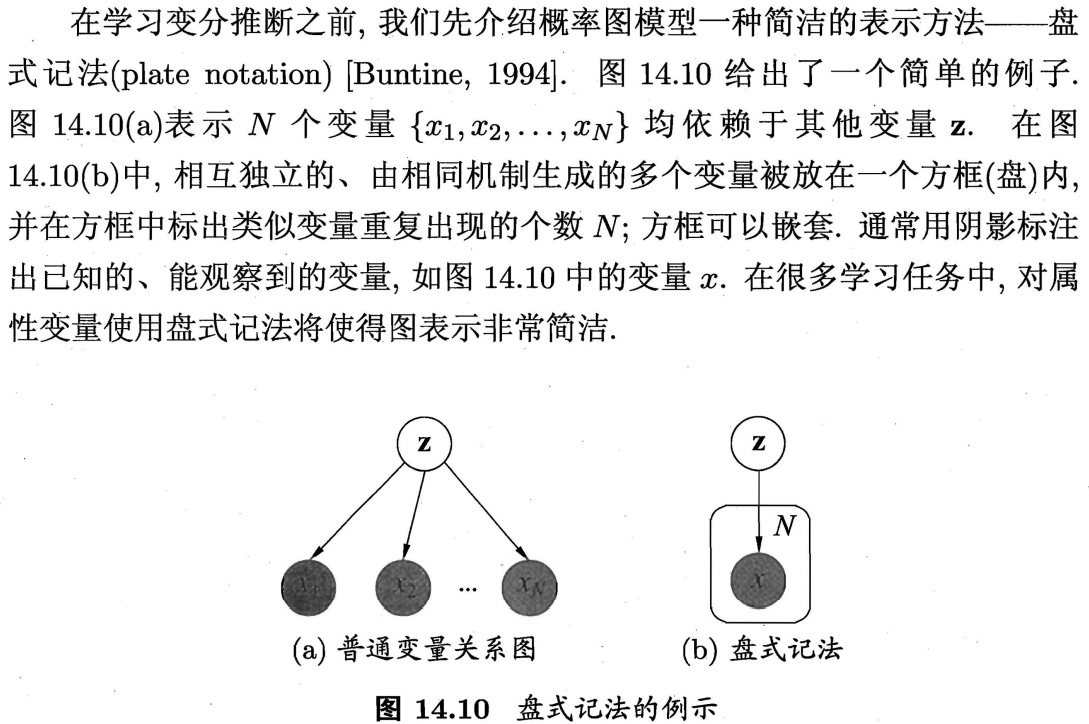 在学习变分推断之前, 我们先介绍概率图模型一种简洁的表示方法——盘
式记法(plate notation) [Buntine, 1994]. 图 14.10 给出了一个简单的例子.
图 14.10(a)表示 N 个变量 {x₁, x₂, ..., x_N} 均依赖于其他变量 z. 在图
14.10(b)中, 相互独立的、由相同机制生成的多个变量被放在一个方框(盘)内,
并在方框中标出类似变量重复出现的个数 N; 方框可以嵌套. 通常用阴影标注
出已知的、能观察到的变量, 如图 14.10 中的变量 x. 在很多学习任务中, 对属
性变量使用盘式记法将使得图表示非常简洁.
z
x₁ x₂ ... x_N
(a) 普通变量关系图
z
N
x
(b) 盘式记法
图 14.10 盘式记法的例示